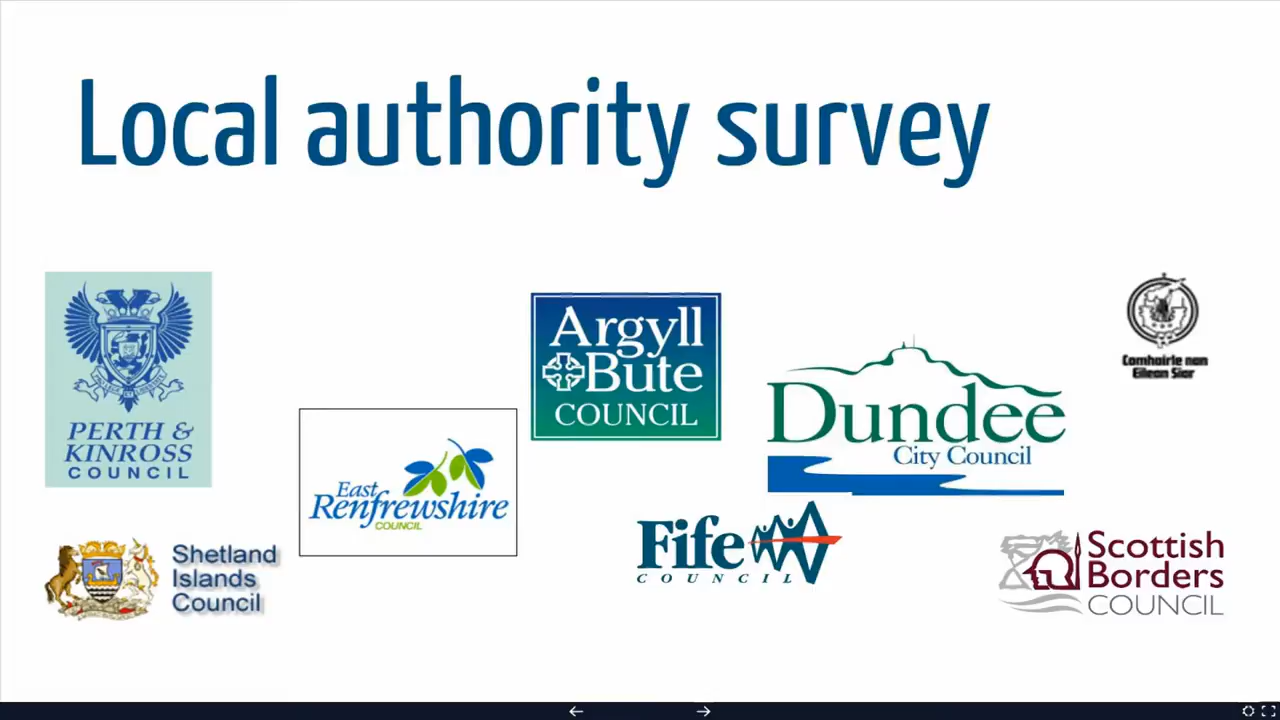 Local authority survey
PERTH &
KINROSS
COUNCIL
Argyll
Bute
COUNCIL
Comhairle nan
Eilean Siar
Dundee
City Council
East
Renfrewshire
COUNCIL
Shetland
Islands
Council
Fife
COUNCIL
Scottish
Borders
COUNCIL